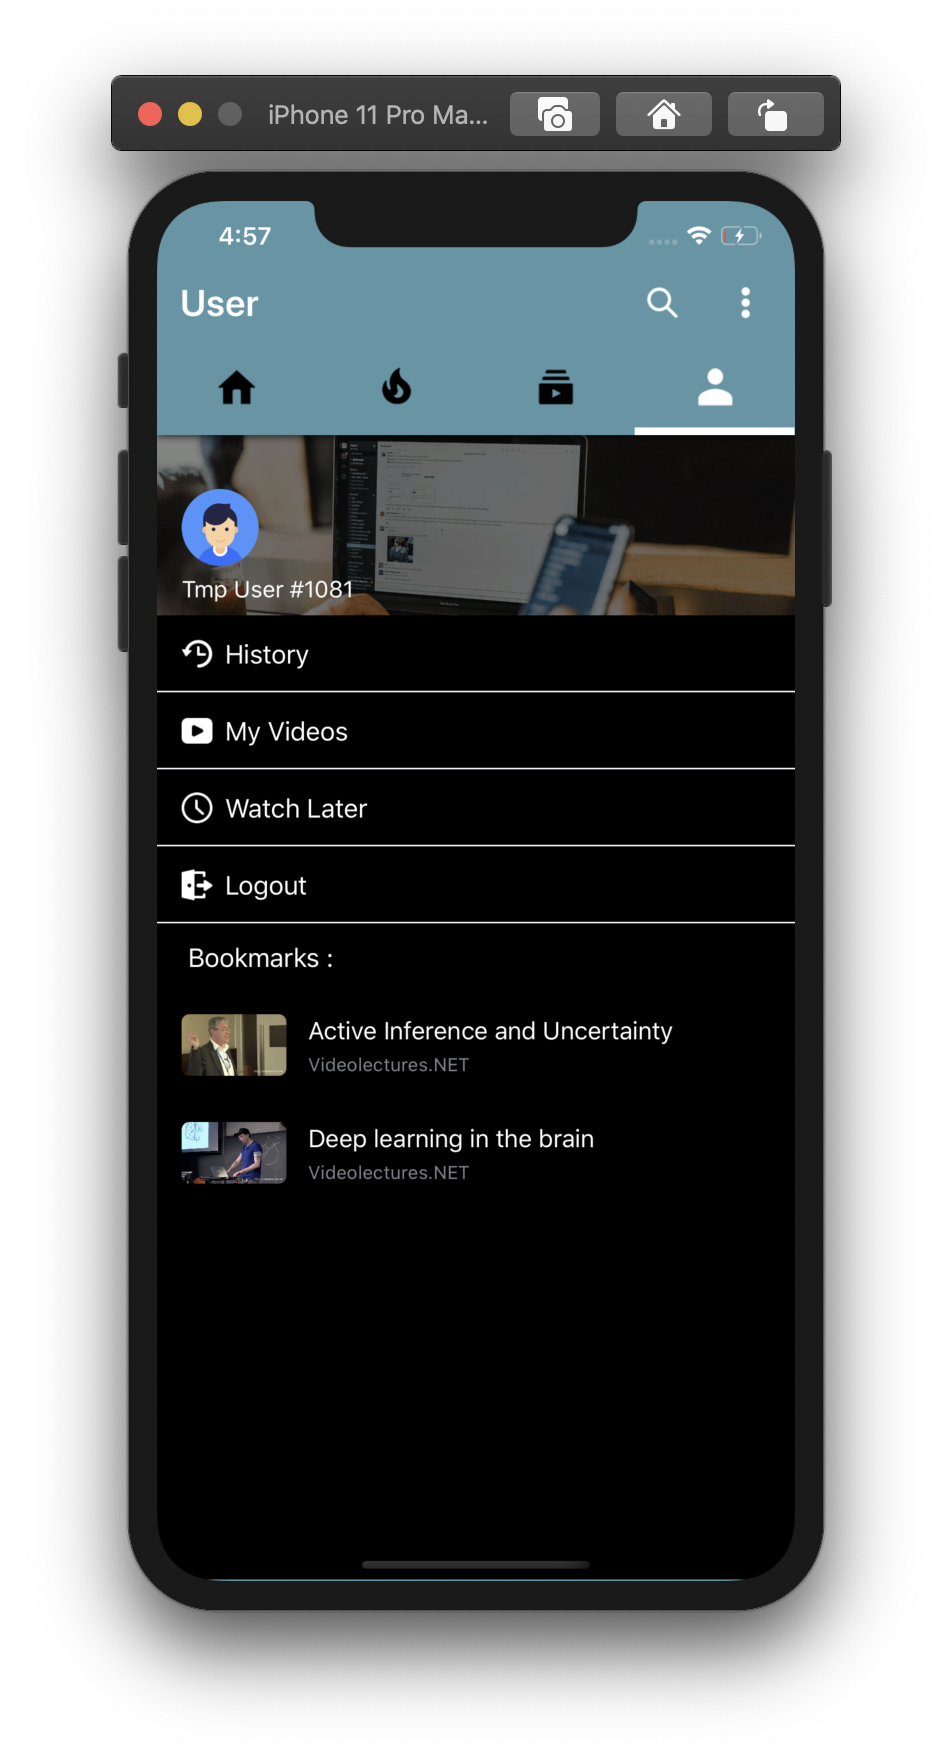 iPhone 11 Pro Ma...
4:57
User
Tmp User #1081
History
My Videos
Watch Later
Logout
Bookmarks :
Active Inference and Uncertainty
Videolectures.NET
Deep learning in the brain
Videolectures.NET